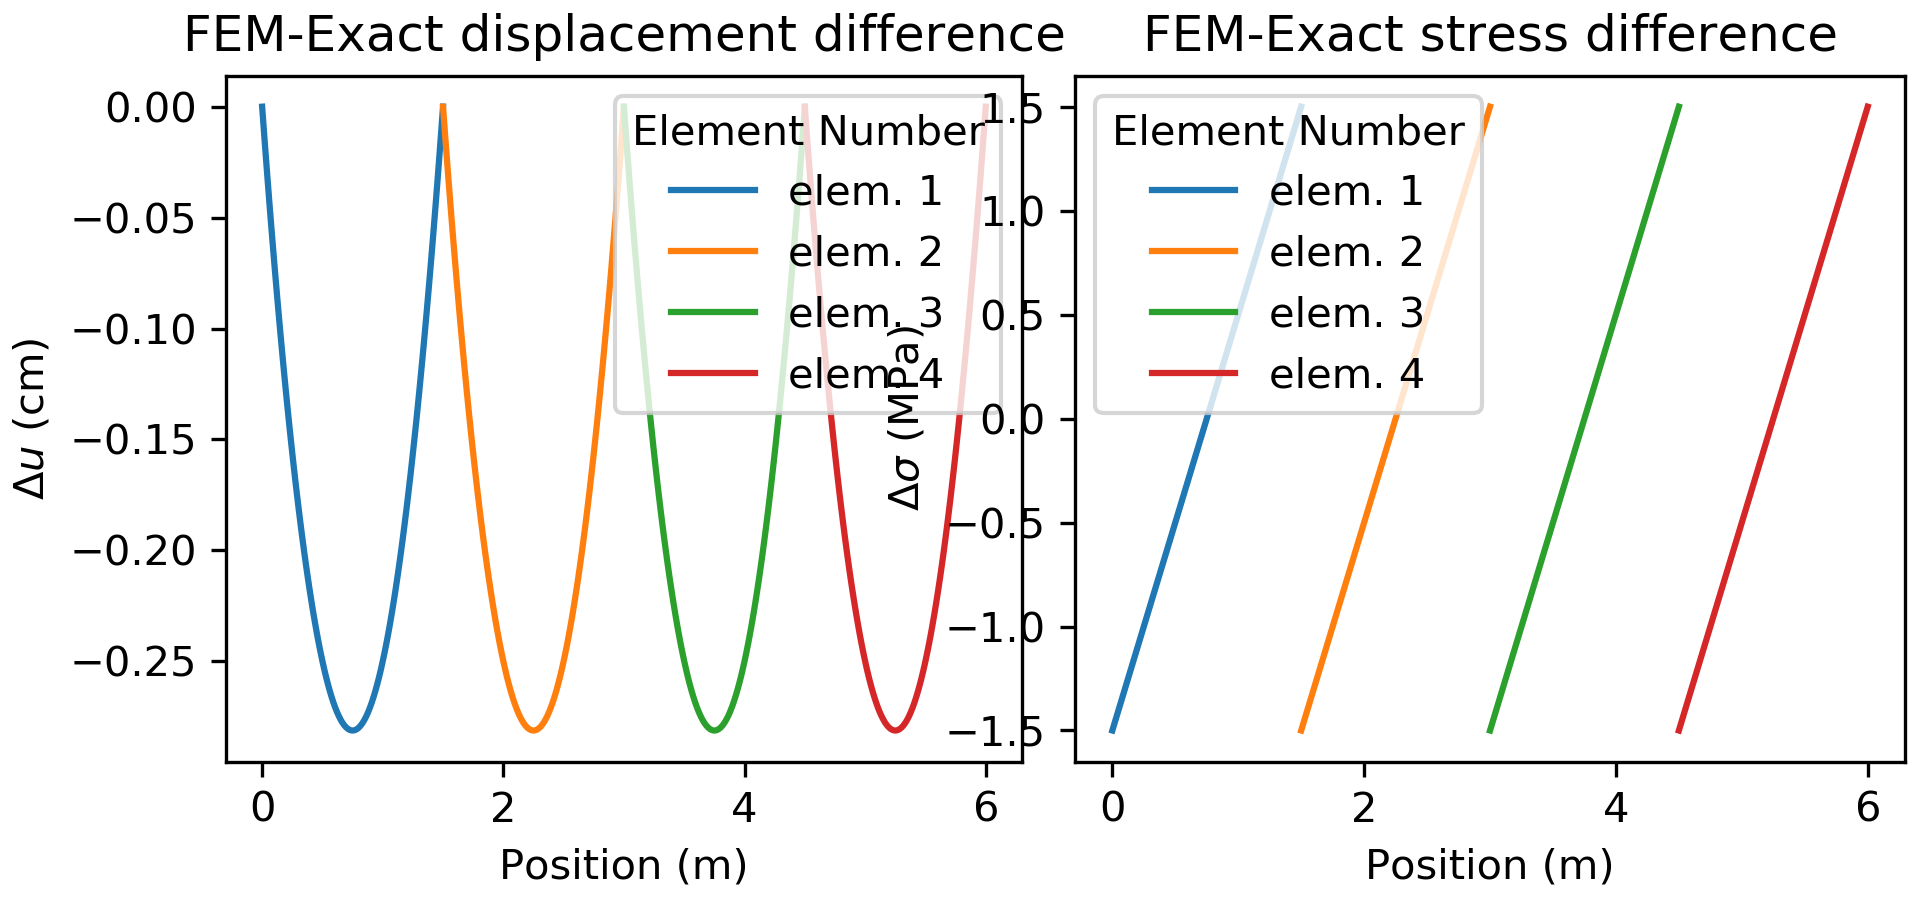 FEM-Exact displacement difference
0.00
−0.05
−0.10
−0.15
−0.20
−0.25
Δu (cm)
Element Number
elem. 1
elem. 2
elem. 3
elem. 4
0
2
4
6
Position (m)
FEM-Exact stress difference
1.5
1.0
0.5
0.0
−0.5
−1.0
−1.5
Δσ (MPa)
Element Number
elem. 1
elem. 2
elem. 3
elem. 4
0
2
4
6
Position (m)